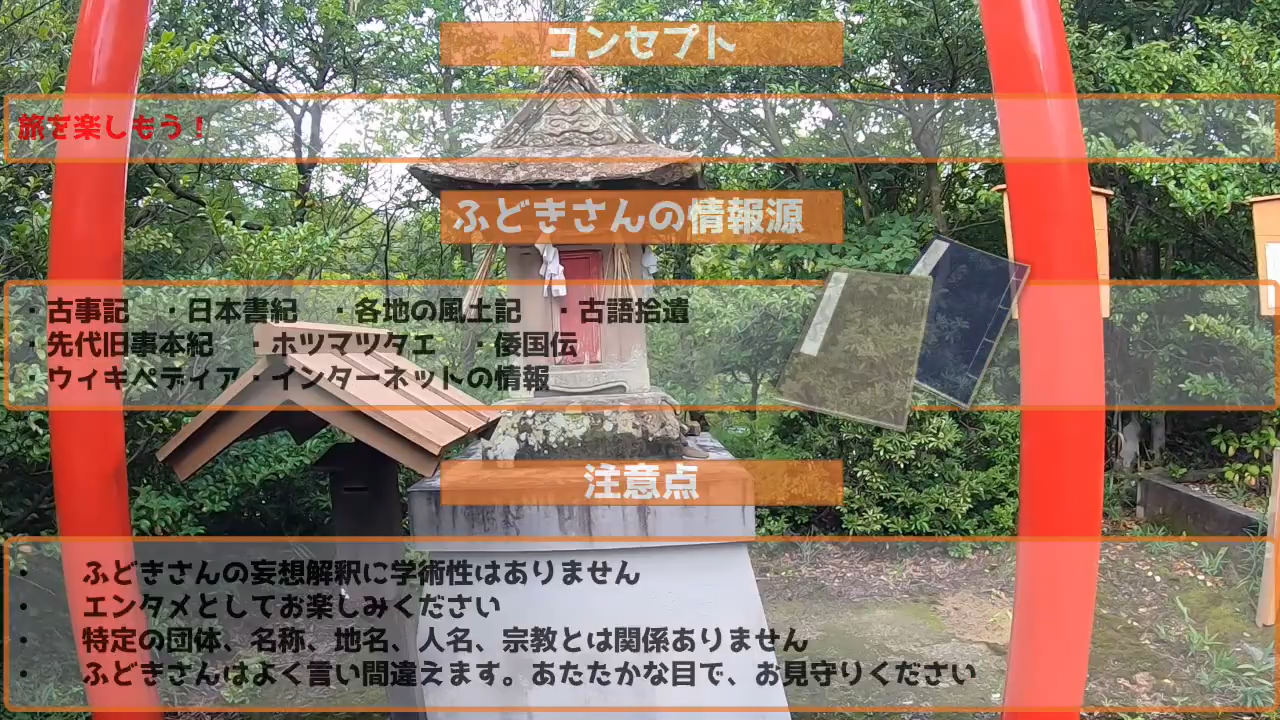 コンセプト
旅を楽しもう！
ふどきさんの情報源
・古事記　・日本書紀　・各地の風土記　・古語拾遺
・先代旧事本紀　・ホツマツタエ　・倭国伝
・ウィキペディア・インターネットの情報
注意点
・　ふどきさんの妄想解釈に学術性はありません
・　エンタメとしてお楽しみください
・　特定の団体、名称、地名、人名、宗教とは関係ありません
・　ふどきさんはよく言い間違えます。あたたかな目で、お見守りください